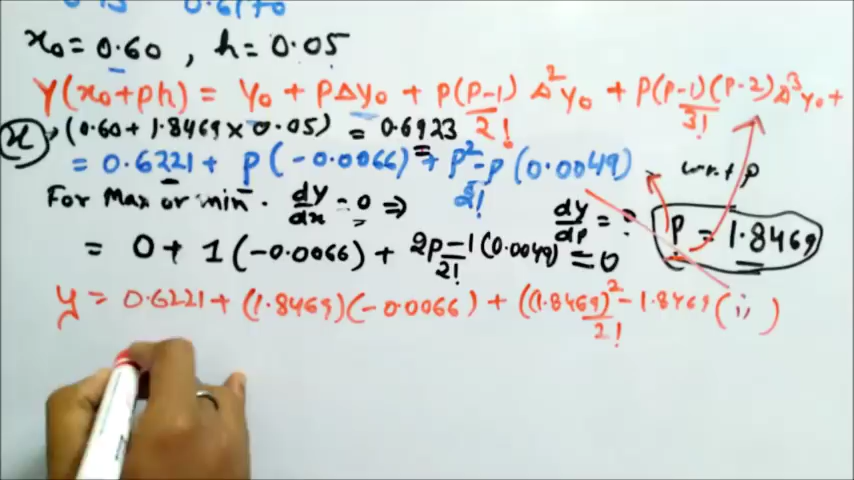 0.6170
x₀ = 0.60 , h = 0.05
Y(x₀+ph) = Y₀ + PΔY₀ + P(P-1)/2! Δ²Y₀ + P(P-1)(P-2)/3! Δ³Y₀ +
x → (0.60 + 1.8469 × 0.05) = 0.6923
= 0.6221 + P(-0.0066) + P²-P/2! (0.0049)
For Max or min. dy/dx = 0 ⇒ dy/dp = ?
P = 1.8469
= 0 + 1(-0.0066) + 2P-1/2! (0.0049) = 0
y = 0.6221 + (1.8469)(-0.0066) + ((1.8469)² - 1.8469/2! (ii)